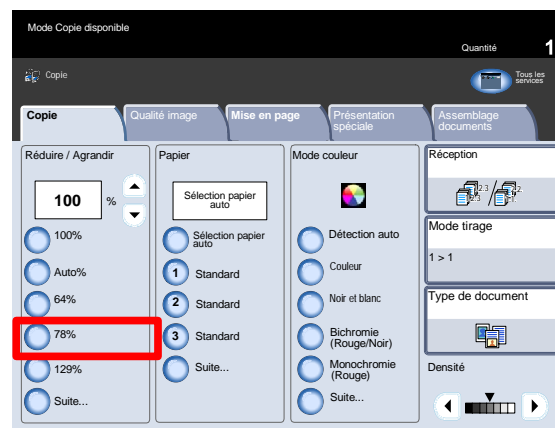 Mode Copie disponible
Quantité 1
Copie
Tous les
services
Copie
Qualité image
Mise en page
Présentation
spéciale
Assemblage
documents
Réduire / Agrandir
100 %
100%
Auto%
64%
78%
129%
Suite...
Papier
Sélection papier
auto
Sélection papier
auto
1 Standard
2 Standard
3 Standard
Suite...
Mode couleur
Détection auto
Couleur
Noir et blanc
Bichromie
(Rouge/Noir)
Monochromie
(Rouge)
Suite...
Réception
Mode tirage
1 > 1
Type de document
Densité